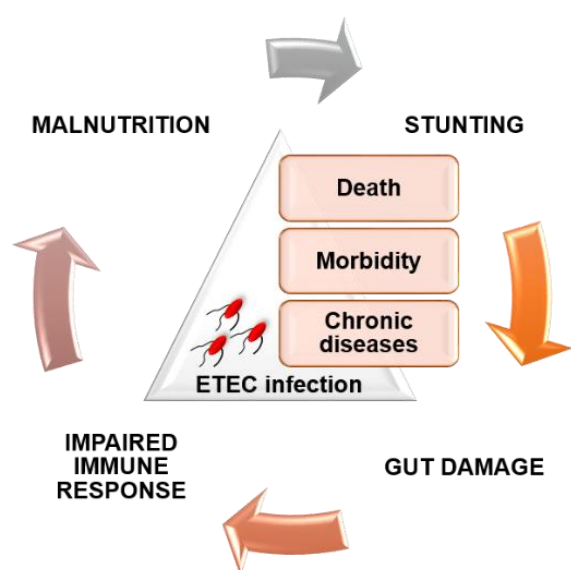 MALNUTRITION
STUNTING
Death
Morbidity
Chronic
diseases
ETEC infection
IMPAIRED
IMMUNE
RESPONSE
GUT DAMAGE